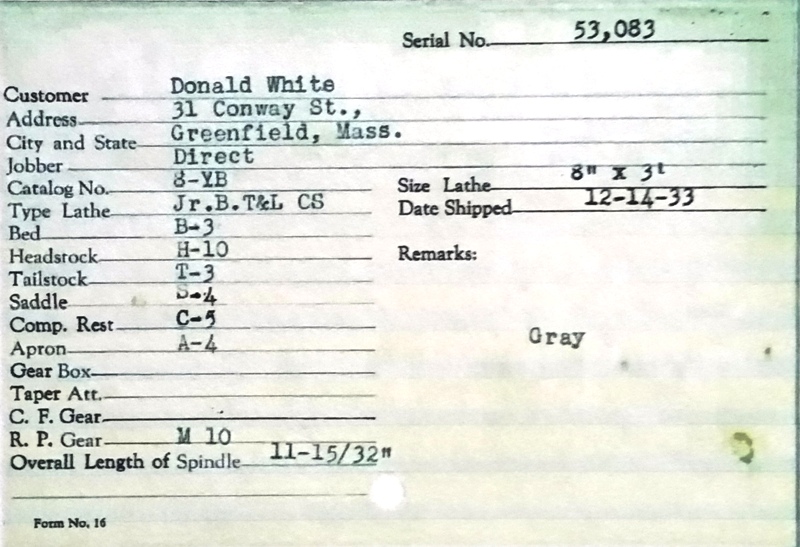 Serial No. 53,083
Customer Donald White
Address 31 Conway St.,
City and State Greenfield, Mass.
Jobber Direct
Catalog No. 8-YB
Size Lathe 8" X 3'
Type Lathe Jr.B.T&L CS
Date Shipped 12-14-33
Bed B-3
Headstock H-10
Remarks:
Tailstock T-3
Saddle S-4
Comp. Rest C-5
Apron A-4
Gray
Gear Box
Taper Att.
C. F. Gear
R. P. Gear M 10
Overall Length of Spindle 11-15/32"
Form No. 16